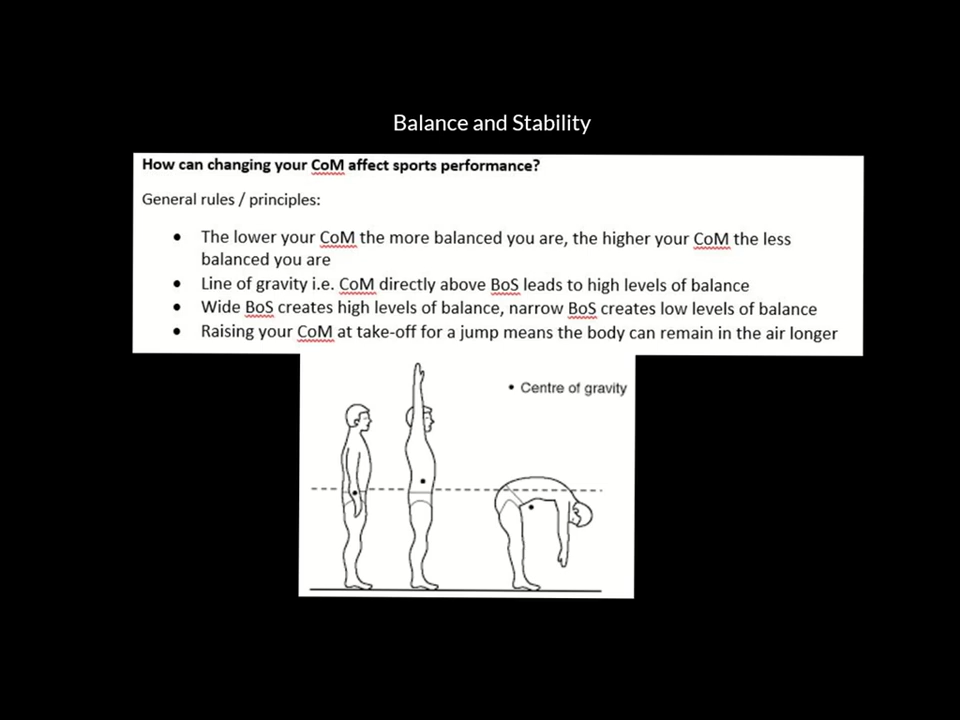 Balance and Stability
How can changing your CoM affect sports performance?
General rules / principles:
• The lower your CoM the more balanced you are, the higher your CoM the less
balanced you are
• Line of gravity i.e. CoM directly above BoS leads to high levels of balance
• Wide BoS creates high levels of balance, narrow BoS creates low levels of balance
• Raising your CoM at take-off for a jump means the body can remain in the air longer
• Centre of gravity